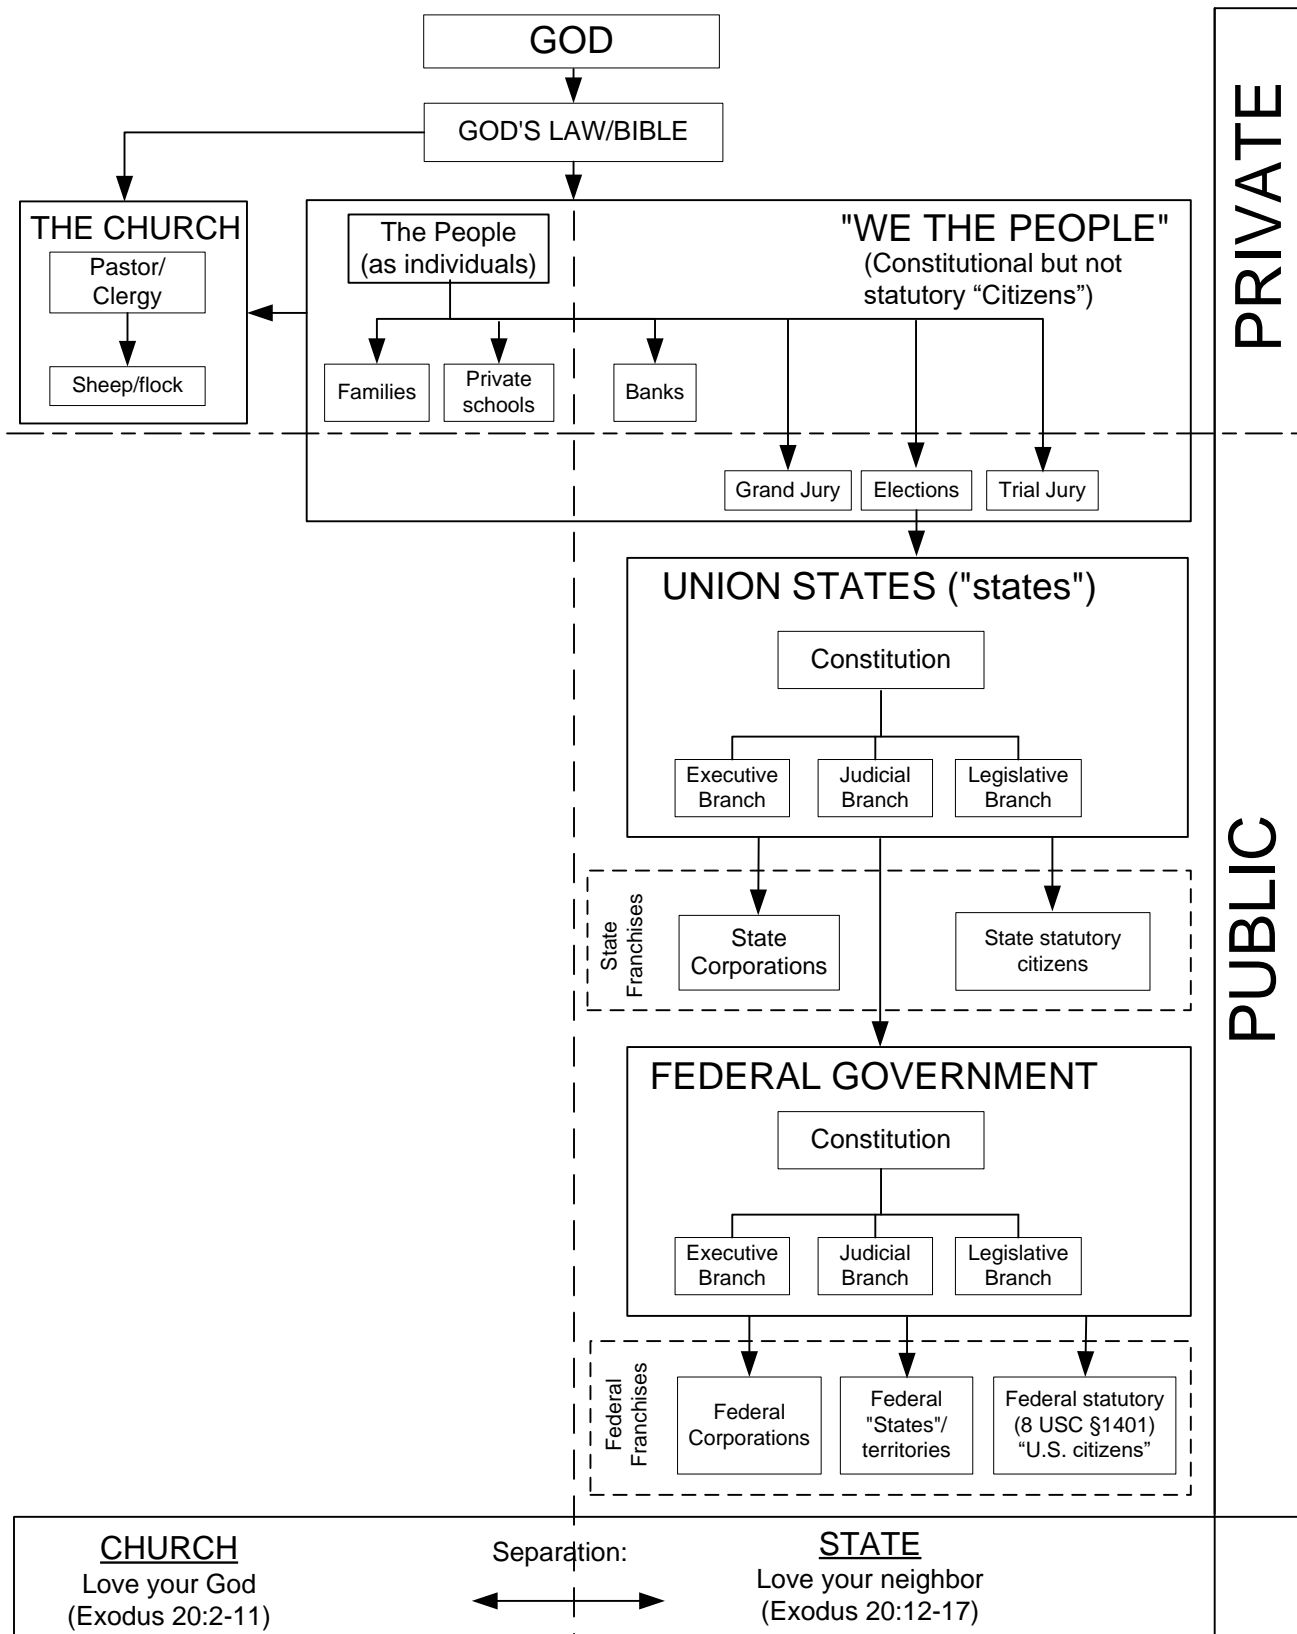 GOD
GOD'S LAW/BIBLE
PRIVATE
THE CHURCH
Pastor/
Clergy
Sheep/flock
The People
(as individuals)
"WE THE PEOPLE"
(Constitutional but not
statutory “Citizens”)
Families
Private
schools
Banks
Grand Jury
Elections
Trial Jury
PUBLIC
UNION STATES ("states")
Constitution
Executive
Branch
Judicial
Branch
Legislative
Branch
State
Franchises
State
Corporations
State statutory
citizens
FEDERAL GOVERNMENT
Constitution
Executive
Branch
Judicial
Branch
Legislative
Branch
Federal
Franchises
Federal
Corporations
Federal
"States"/
territories
Federal statutory
(8 USC §1401)
“U.S. citizens”
CHURCH
Love your God
(Exodus 20:2-11)
Separation:
STATE
Love your neighbor
(Exodus 20:12-17)